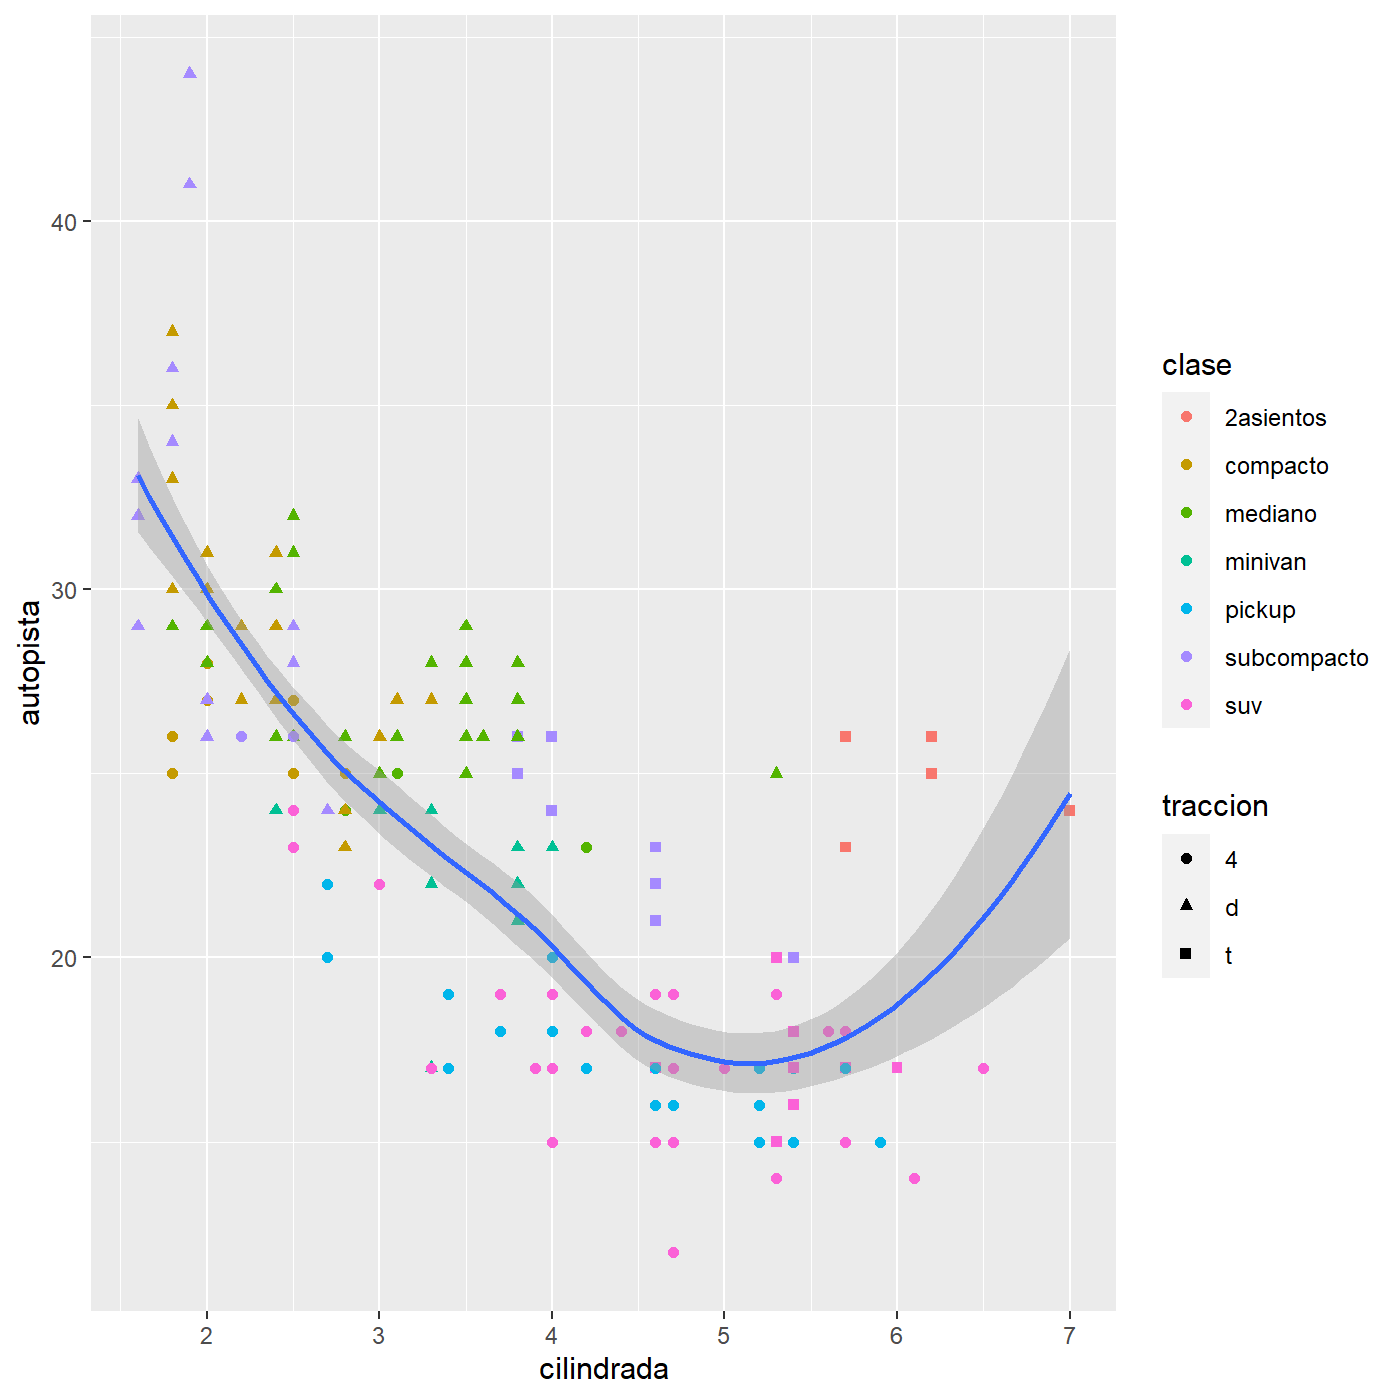 autopista
40
30
20
2
3
4
5
6
7
cilindrada
clase
2asientos
compacto
mediano
minivan
pickup
subcompacto
suv
traccion
4
d
t